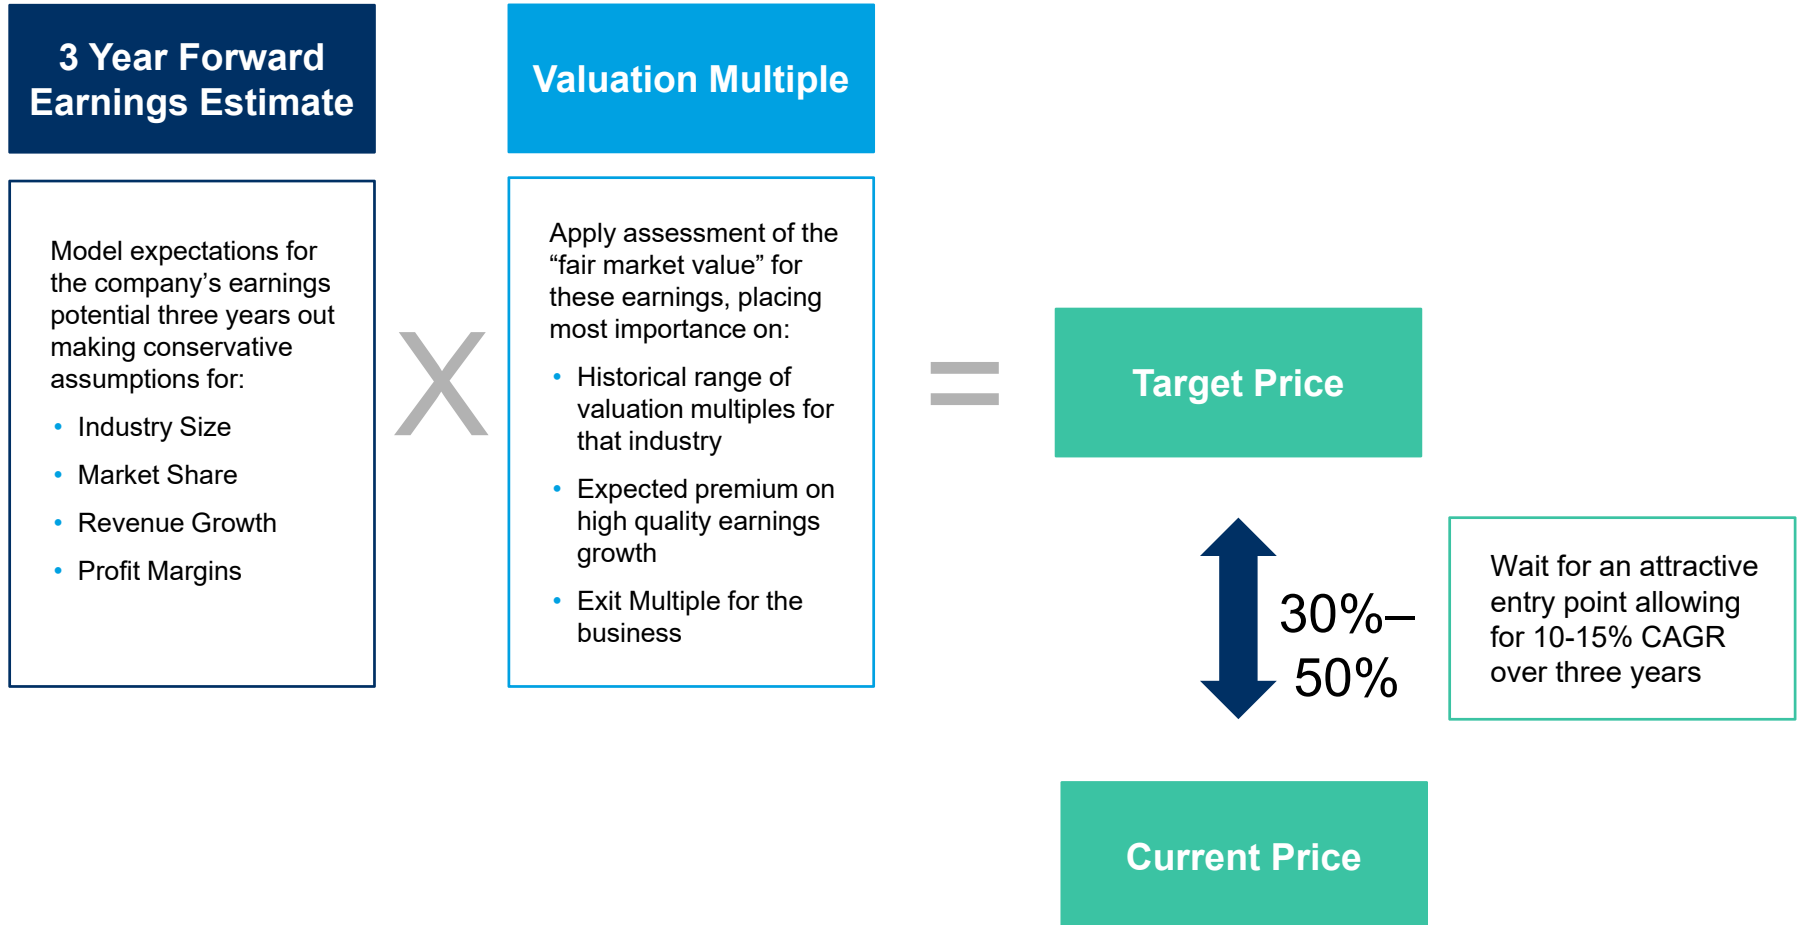 3 Year Forward
Earnings Estimate
Model expectations for
the company’s earnings
potential three years out
making conservative
assumptions for:
• Industry Size
• Market Share
• Revenue Growth
• Profit Margins
X
Valuation Multiple
Apply assessment of the
“fair market value” for
these earnings, placing
most importance on:
• Historical range of
valuation multiples for
that industry
• Expected premium on
high quality earnings
growth
• Exit Multiple for the
business
=
Target Price
30%–
50%
Wait for an attractive
entry point allowing
for 10-15% CAGR
over three years
Current Price